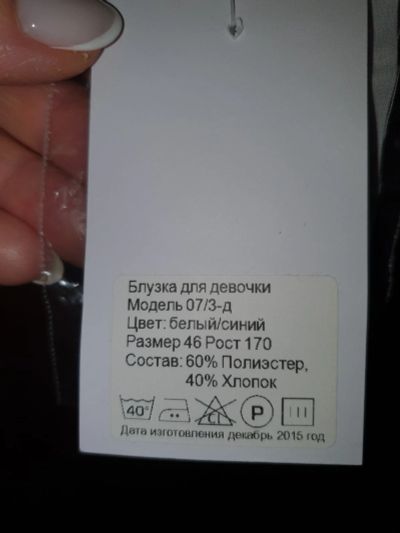 Блузка для девочки
Модель 07/3-д
Цвет: белый/синий
Размер 46 Рост 170
Состав: 60% Полиэстер,
40% Хлопок
40° CL P
Дата изготовления декабрь 2015 год